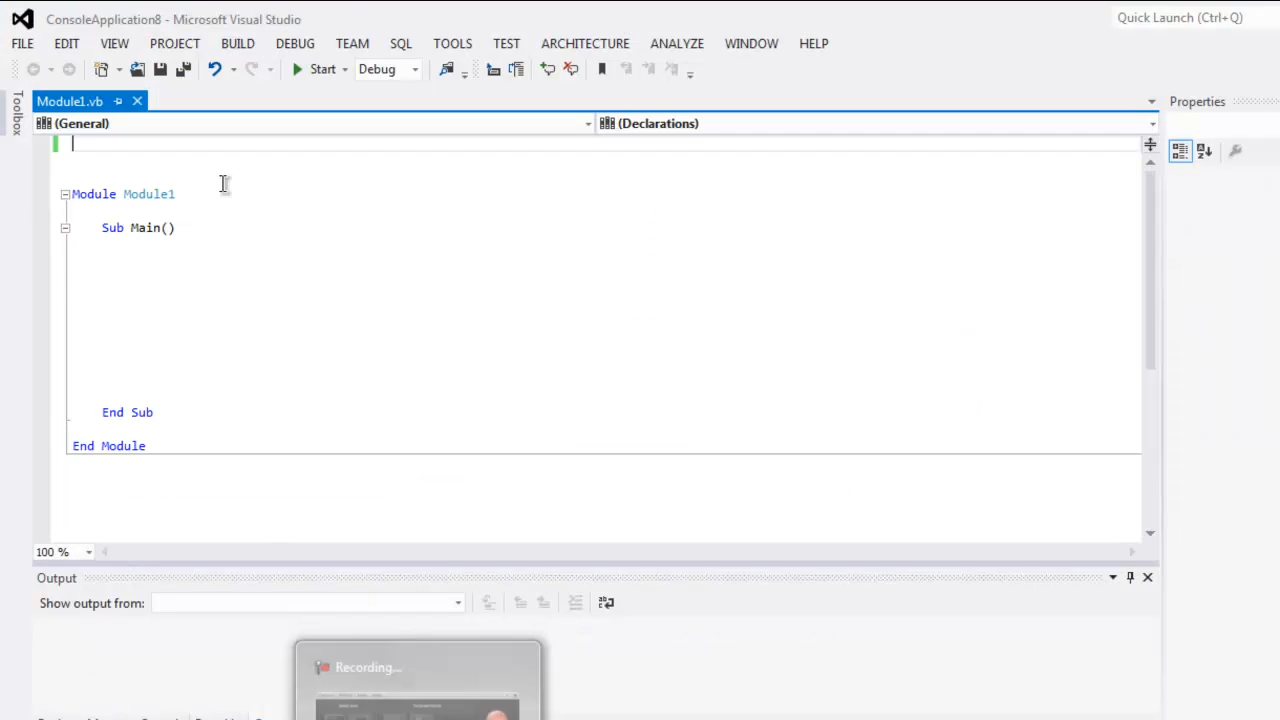 ConsoleApplication8 - Microsoft Visual Studio
Quick Launch (Ctrl+Q)
FILE EDIT VIEW PROJECT BUILD DEBUG TEAM SQL TOOLS TEST ARCHITECTURE ANALYZE WINDOW HELP
Start Debug
Toolbox
Module1.vb
Properties
(General)
(Declarations)
Module Module1
Sub Main()
End Sub
End Module
100 %
Output
Show output from:
Recording...